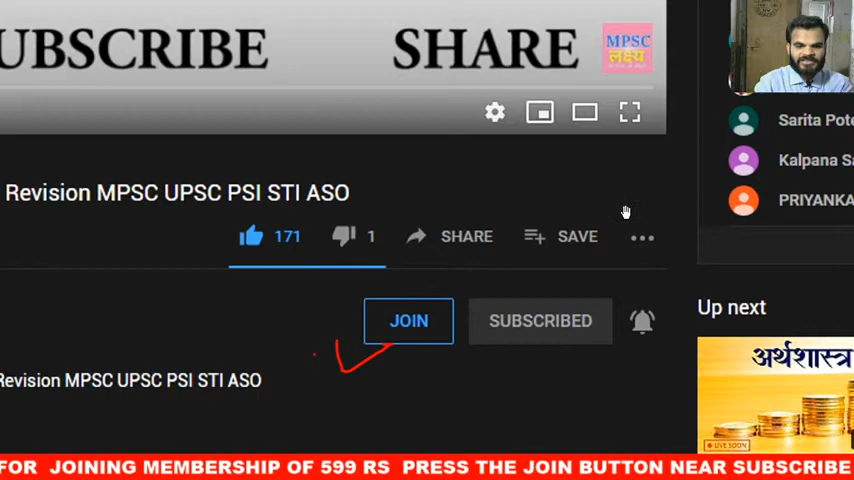 UBSCRIBE SHARE MPSC
लक्ष्य
Revision MPSC UPSC PSI STI ASO
171 1 SHARE SAVE
JOIN SUBSCRIBED
Revision MPSC UPSC PSI STI ASO
Sarita Pote
Kalpana Sa
PRIYANKA
Up next
अर्थशास्त्र
LIVE SOON
FOR JOINING MEMBERSHIP OF 599 RS PRESS THE JOIN BUTTON NEAR SUBSCRIBE